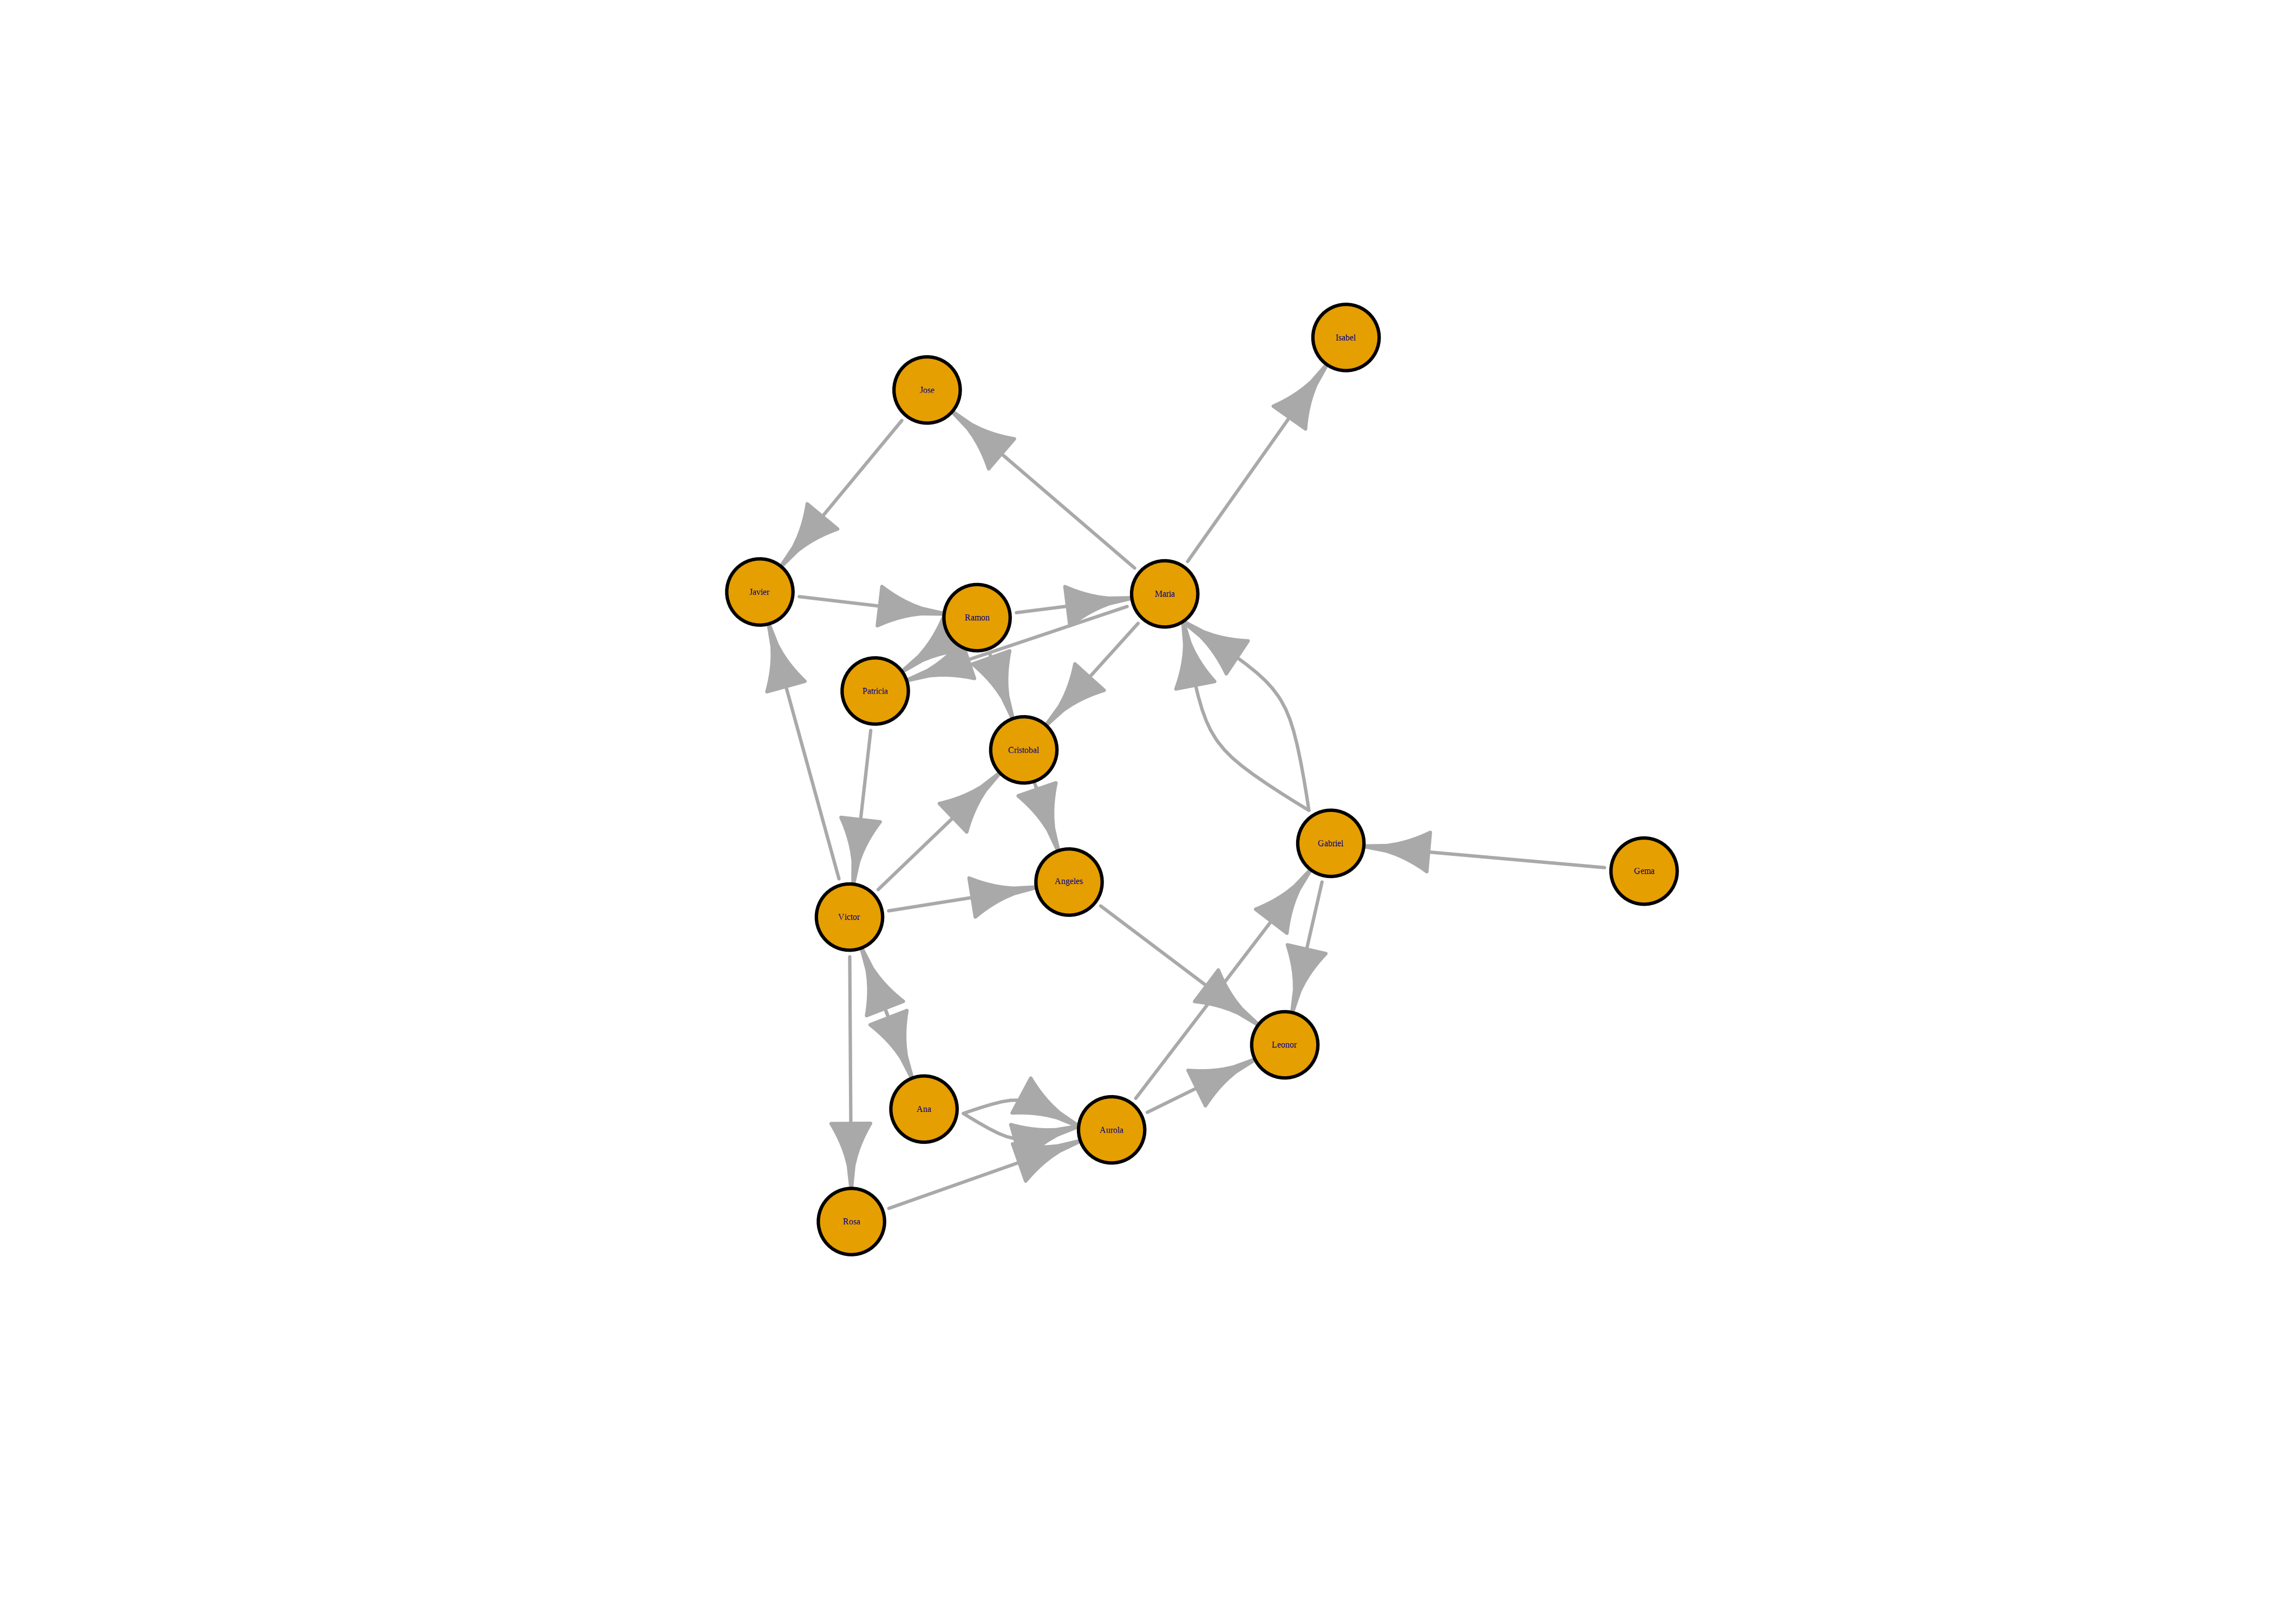 Isabel
Jose
Javier
Maria
Ramon
Patricia
Cristobal
Gabriel
Gema
Angeles
Victor
Leonor
Ana
Aurola
Rosa